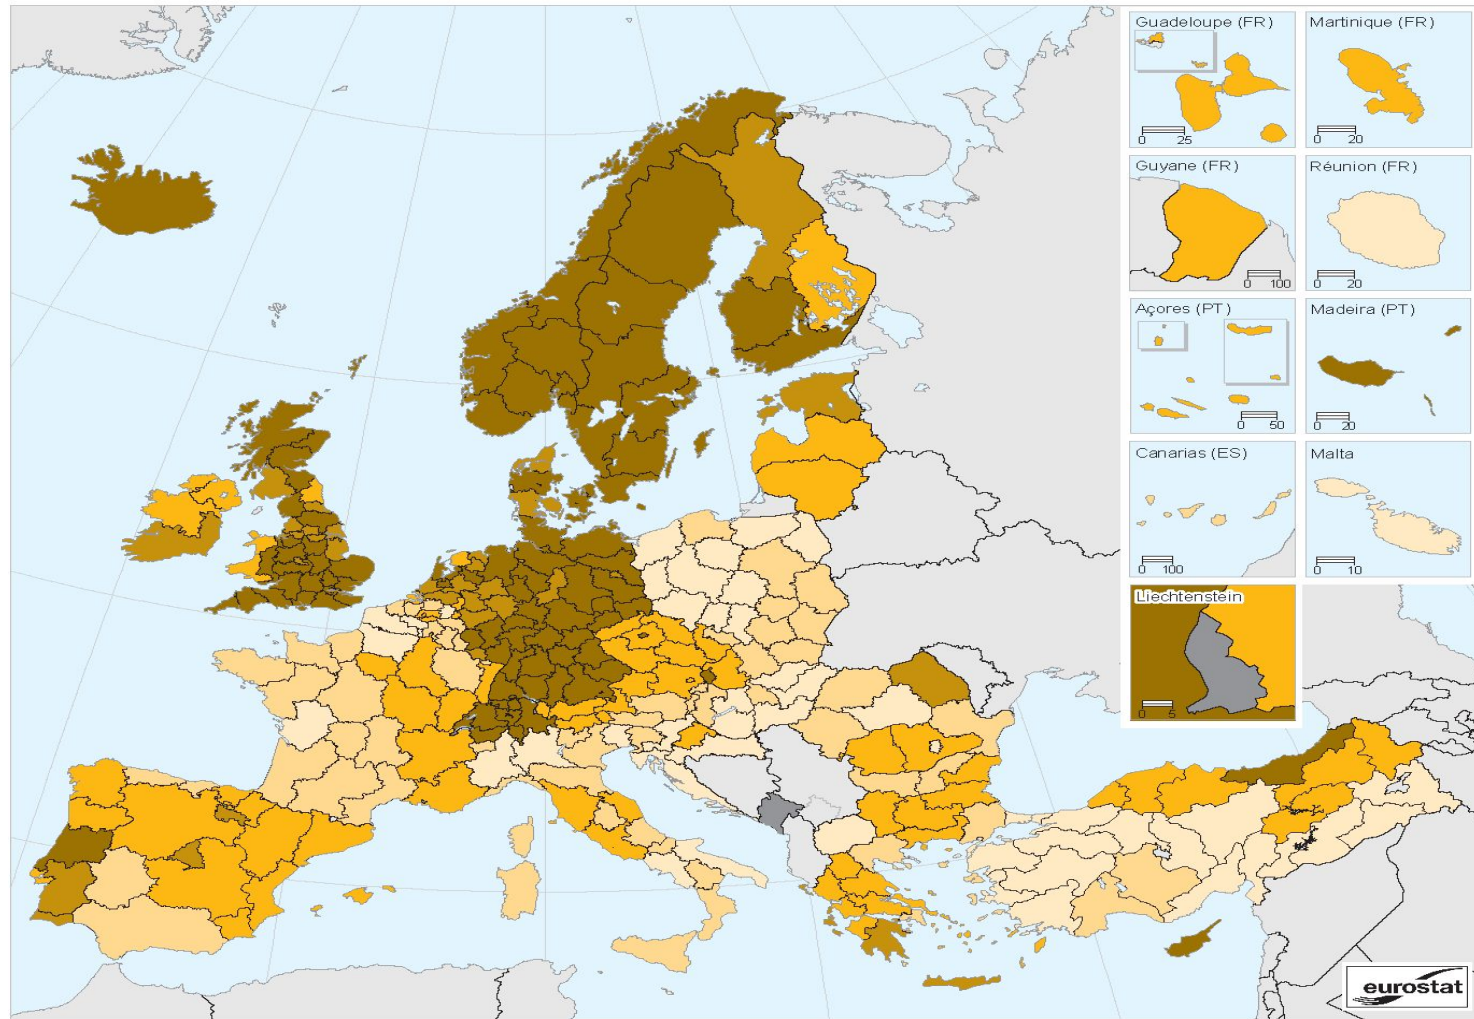 Guadeloupe (FR)
0 25
Martinique (FR)
0 20
Guyane (FR)
0 100
Réunion (FR)
0 20
Açores (PT)
0 50
Madeira (PT)
0 20
Canarias (ES)
0 100
Malta
0 10
Liechtenstein
0 5
eurostat